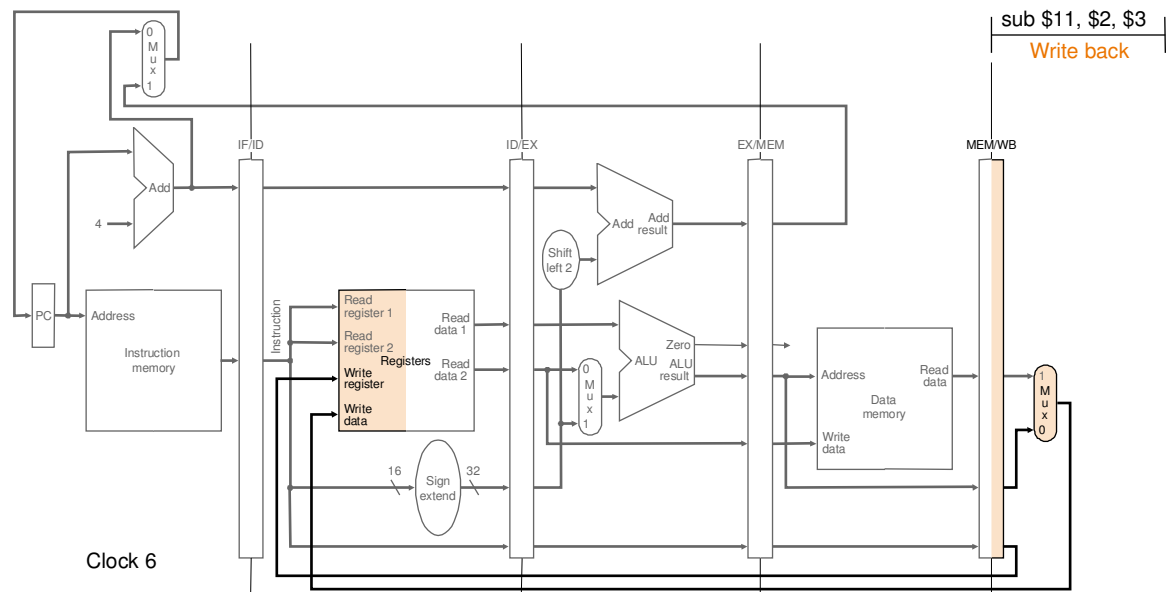 sub $11, $2, $3
Write back
0
M
u
x
1
IF/ID
ID/EX
EX/MEM
MEM/WB
Add
4
Add
Add
result
Shift
left 2
PC
Address
Instruction
memory
Instruction
Read
register 1
Read
register 2
Write
register
Write
data
Registers
Read
data 1
Read
data 2
0
M
u
x
1
Zero
ALU
ALU
result
Address
Read
data
Data
memory
Write
data
1
M
u
x
0
16
Sign
extend
32
Clock 6